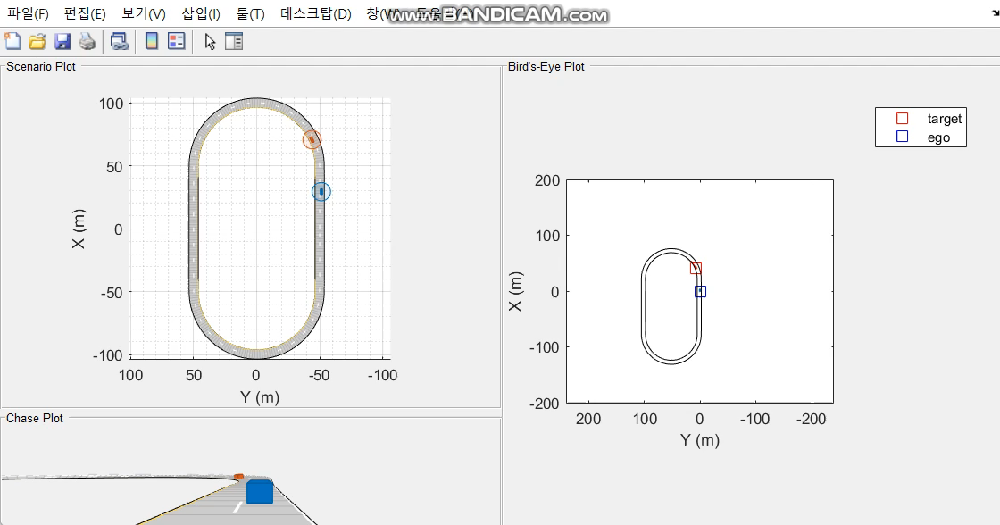 파일(F) 편집(E) 보기(V) 삽입(I) 툴(T) 데스크탑(D)
www.BANDICAM.com
Scenario Plot
100
50
0
-50
-100
X (m)
100 50 0 -50 -100
Y (m)
Bird's-Eye Plot
target
ego
200
100
0
-100
-200
X (m)
200 100 0 -100 -200
Y (m)
Chase Plot